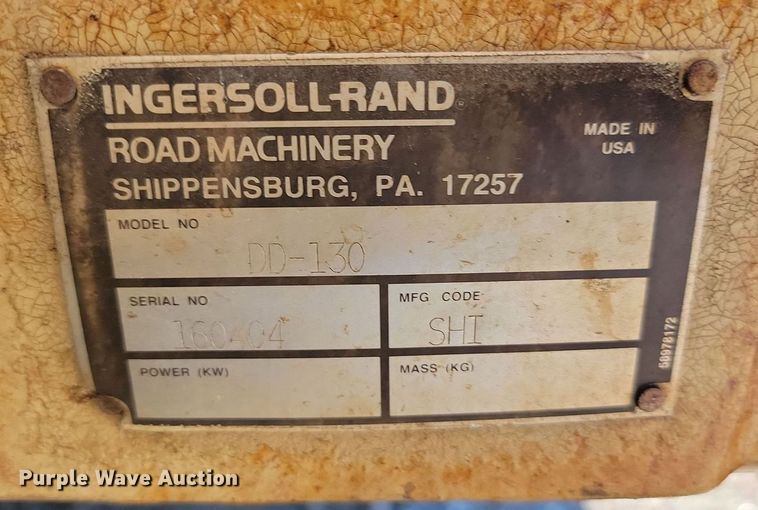 INGERSOLL-RAND®
ROAD MACHINERY
MADE IN
USA
SHIPPENSBURG, PA. 17257
MODEL NO
DD-130
SERIAL NO
MFG CODE
SHI
POWER (KW)
MASS (KG)
58978172
Purple Wave Auction